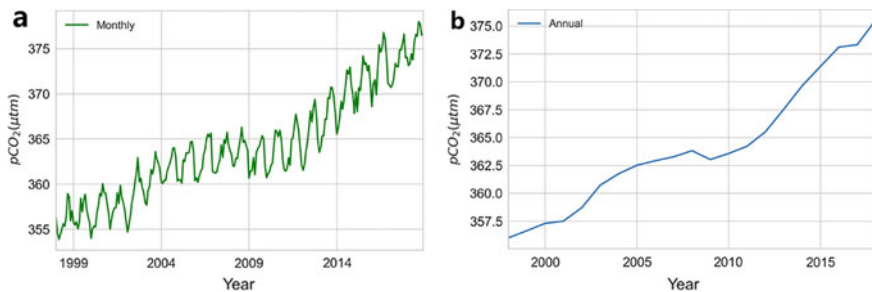 a
Monthly
375
370
365
360
355
pCO₂(μtm)
1999 2004 2009 2014
Year
b
Annual
375.0
372.5
370.0
367.5
365.0
362.5
360.0
357.5
pCO₂(μtm)
2000 2005 2010 2015
Year